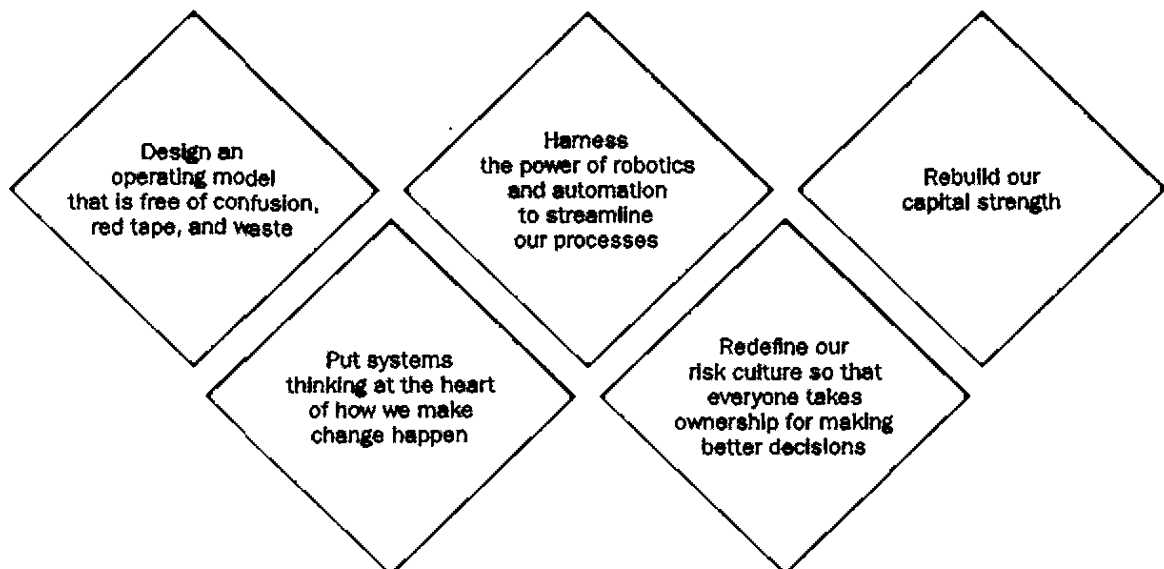 Design an
operating model
that is free of confusion,
red tape, and waste
Put systems
thinking at the heart
of how we make
change happen
Harness
the power of robotics
and automation
to streamline
our processes
Redefine our
risk culture so that
everyone takes
ownership for making
better decisions
Rebuild our
capital strength